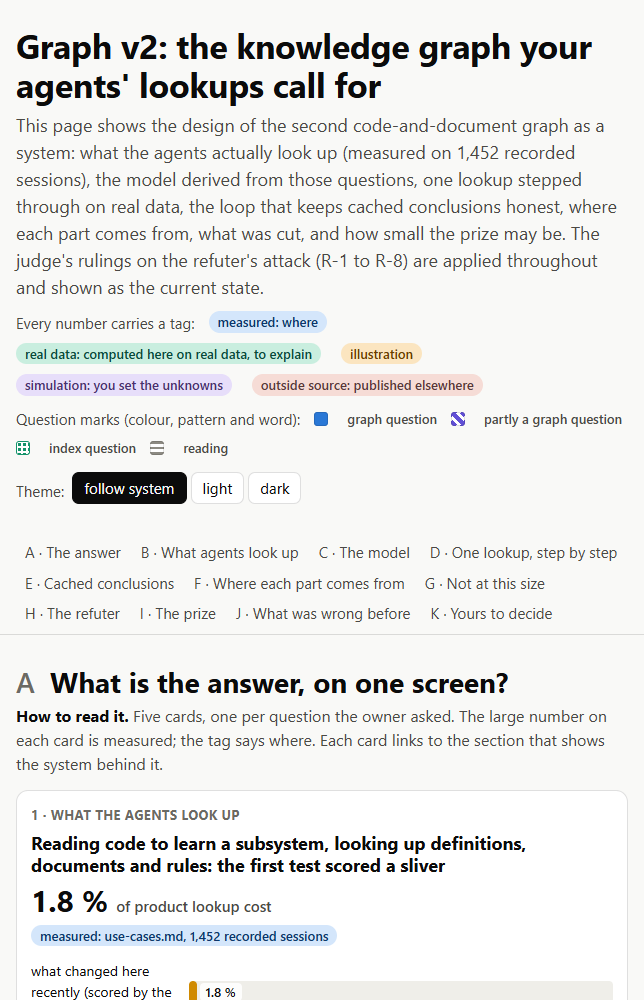 Graph v2: the knowledge graph your
agents' lookups call for
This page shows the design of the second code-and-document graph as a
system: what the agents actually look up (measured on 1,452 recorded
sessions), the model derived from those questions, one lookup stepped
through on real data, the loop that keeps cached conclusions honest, where
each part comes from, what was cut, and how small the prize may be. The
judge's rulings on the refuter's attack (R-1 to R-8) are applied throughout
and shown as the current state.
Every number carries a tag: measured: where
real data: computed here on real data, to explain illustration
simulation: you set the unknowns outside source: published elsewhere
Question marks (colour, pattern and word): graph question partly a graph question
index question reading
Theme: follow system light dark
A · The answer B · What agents look up C · The model D · One lookup, step by step
E · Cached conclusions F · Where each part comes from G · Not at this size
H · The refuter I · The prize J · What was wrong before K · Yours to decide
A What is the answer, on one screen?
How to read it. Five cards, one per question the owner asked. The large number on
each card is measured; the tag says where. Each card links to the section that shows
the system behind it.
1 · WHAT THE AGENTS LOOK UP
Reading code to learn a subsystem, looking up definitions,
documents and rules: the first test scored a sliver
1.8 % of product lookup cost
measured: use-cases.md, 1,452 recorded sessions
what changed here
recently (scored by the 1.8 %